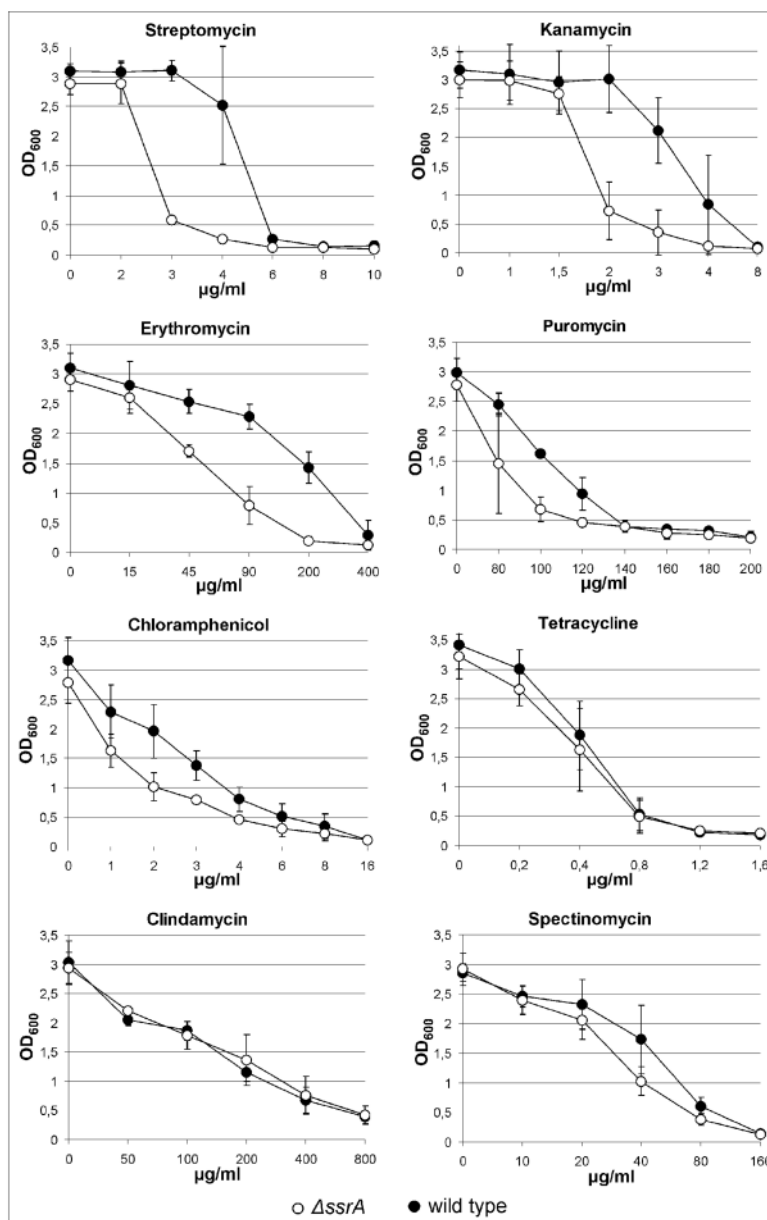 Streptomycin
3,5
3
2,5
2
1,5
1
0,5
0
OD600
0 2 3 4 6 8 10
µg/ml
Kanamycin
3,5
3
2,5
2
1,5
1
0,5
0
OD600
0 1 1,5 2 3 4 8
µg/ml
Erythromycin
3,5
3
2,5
2
1,5
1
0,5
0
OD600
0 15 45 90 200 400
µg/ml
Puromycin
3,5
3
2,5
2
1,5
1
0,5
0
OD600
0 80 100 120 140 160 180 200
µg/ml
Chloramphenicol
3,5
3
2,5
2
1,5
1
0,5
0
OD600
0 1 2 3 4 6 8 16
µg/ml
Tetracycline
3,5
3
2,5
2
1,5
1
0,5
0
OD600
0 0,2 0,4 0,8 1,2 1,6
µg/ml
Clindamycin
3,5
3
2,5
2
1,5
1
0,5
0
OD600
0 50 100 200 400 800
µg/ml
Spectinomycin
3,5
3
2,5
2
1,5
1
0,5
0
OD600
0 10 20 40 80 160
µg/ml
ΔssrA wild type